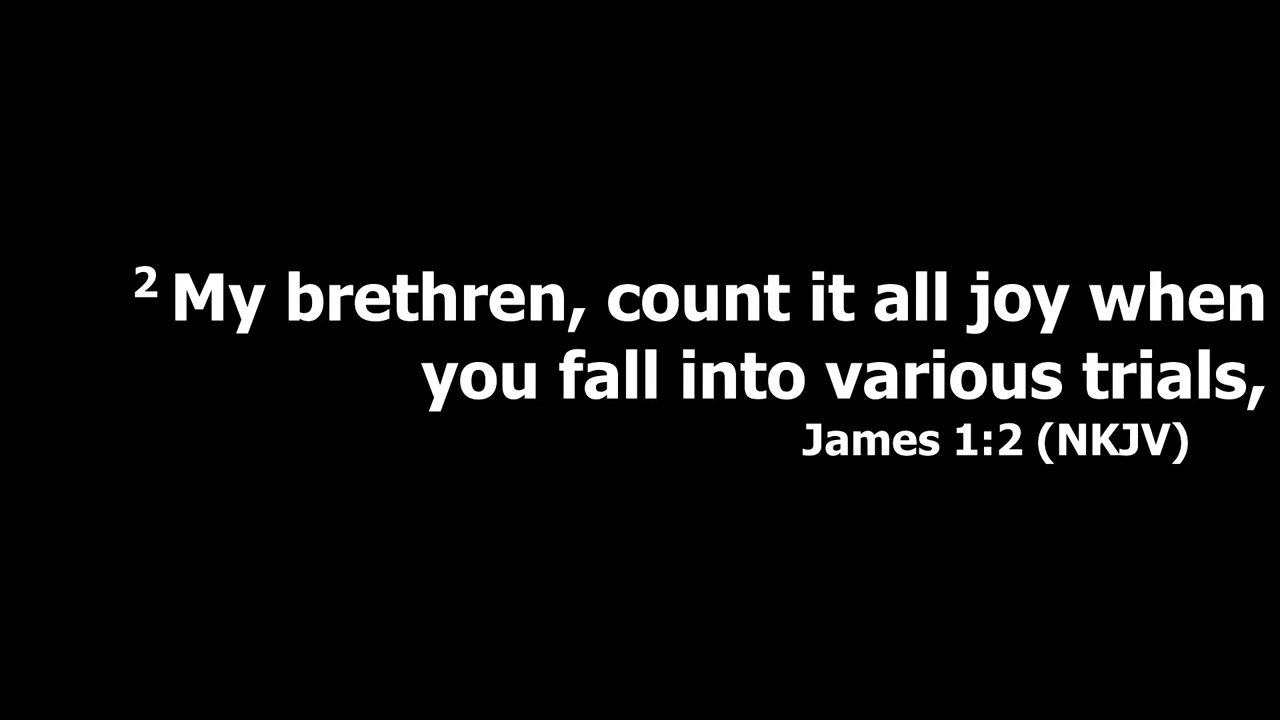 ² My brethren, count it all joy when
you fall into various trials,
James 1:2 (NKJV)